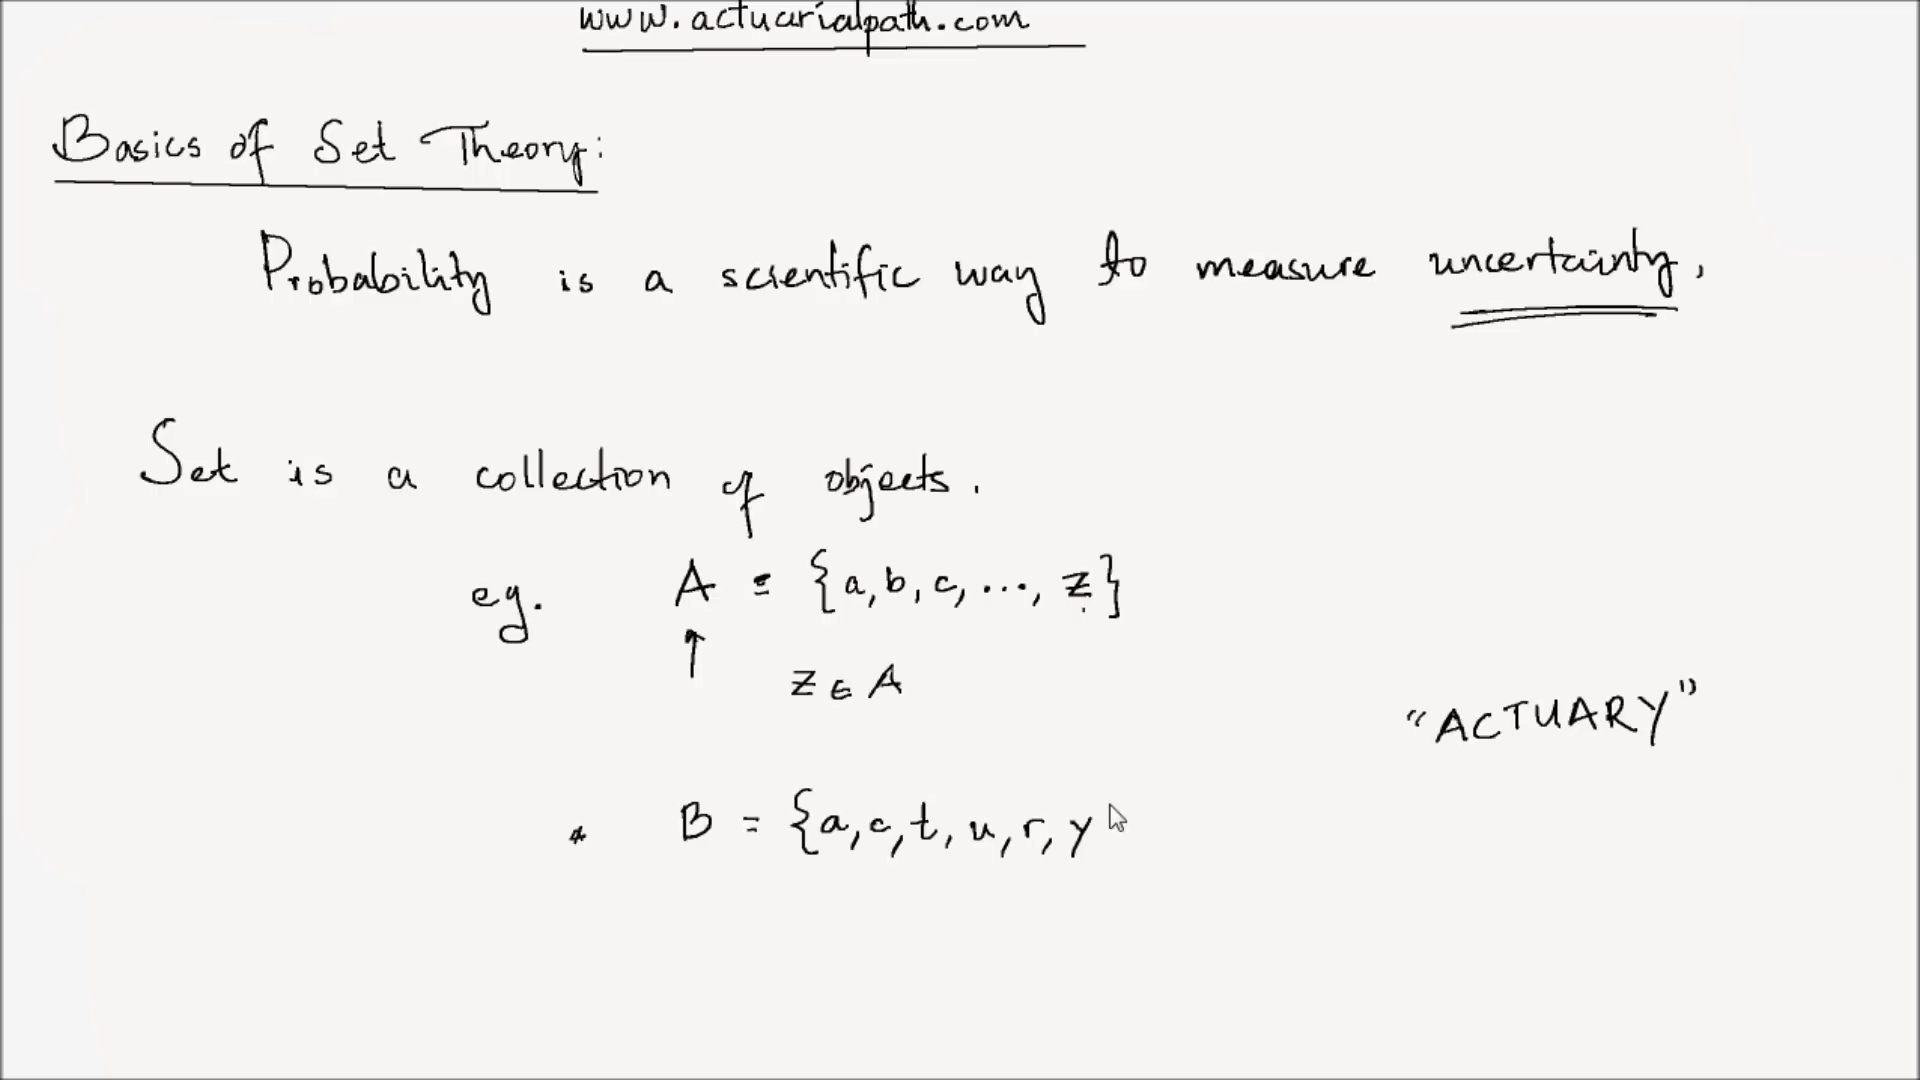 www.actuarialpath.com
Basics of Set Theory:
Probability is a scientific way to measure uncertainty.
Set is a collection of objects.
eg. A = {a, b, c, ..., z}
↑
z ∈ A
"ACTUARY"
* B = {a, c, t, u, r, y